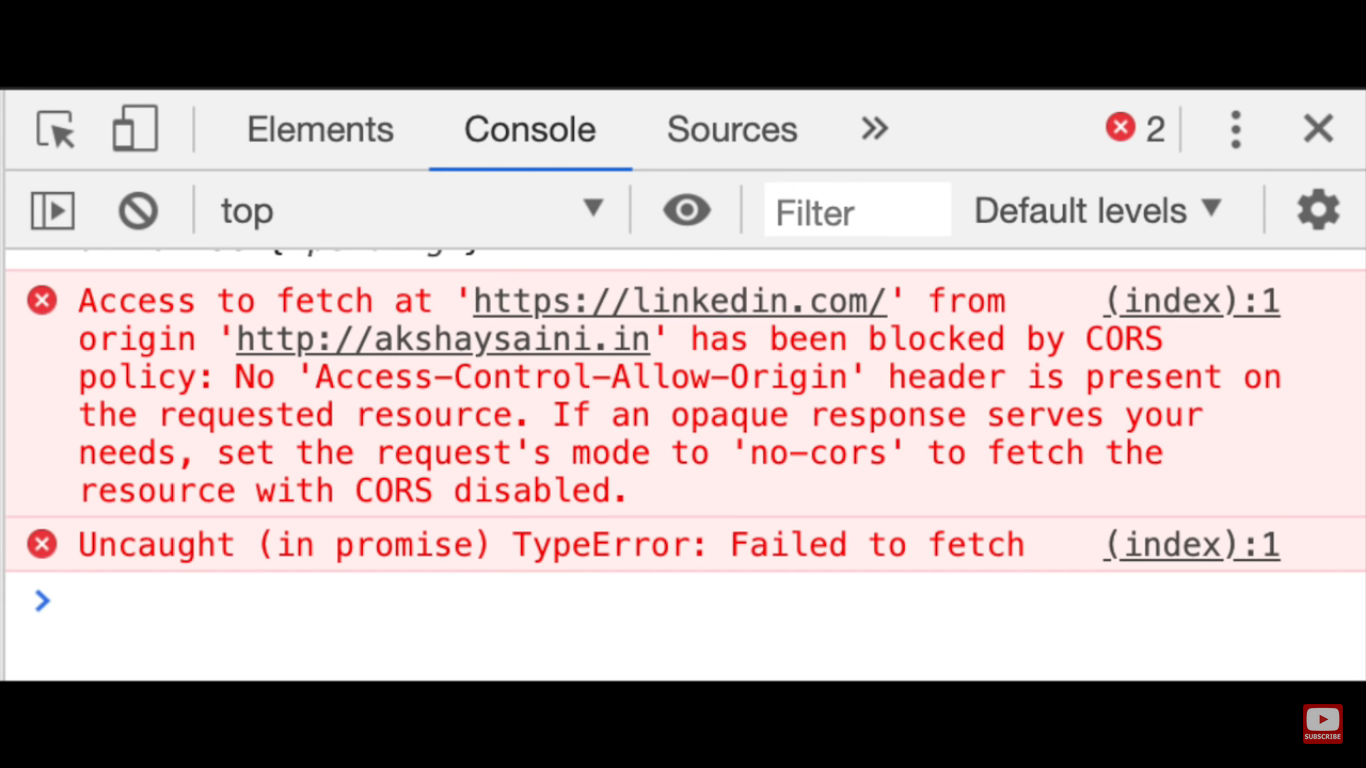 Elements Console Sources 2
top Filter Default levels
Access to fetch at 'https://linkedin.com/' from (index):1
origin 'http://akshaysaini.in' has been blocked by CORS
policy: No 'Access-Control-Allow-Origin' header is present on
the requested resource. If an opaque response serves your
needs, set the request's mode to 'no-cors' to fetch the
resource with CORS disabled.
Uncaught (in promise) TypeError: Failed to fetch (index):1
SUBSCRIBE